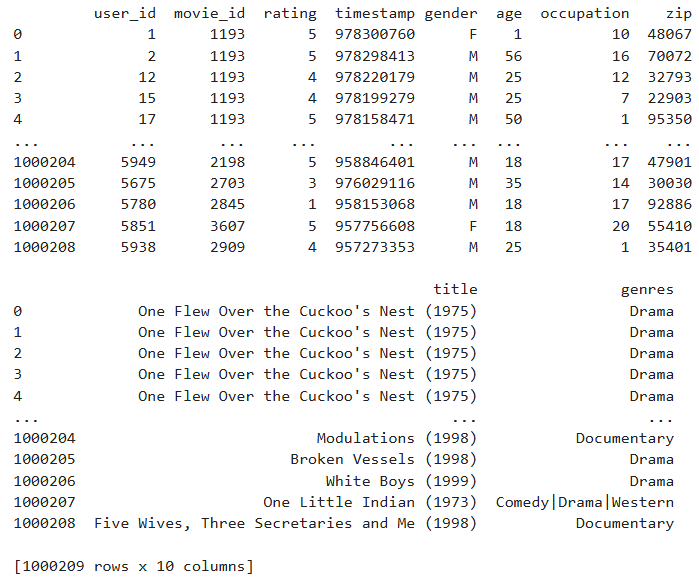 user_id movie_id rating timestamp gender age occupation zip
0 1 1193 5 978300760 F 1 10 48067
1 2 1193 5 978298413 M 56 16 70072
2 12 1193 4 978220179 M 25 12 32793
3 15 1193 4 978199279 M 25 7 22903
4 17 1193 5 978158471 M 50 1 95350
... ... ... ... ... ... ... ... ...
1000204 5949 2198 5 958846401 M 18 17 47901
1000205 5675 2703 3 976029116 M 35 14 30030
1000206 5780 2845 1 958153068 M 18 17 92886
1000207 5851 3607 5 957756608 F 18 20 55410
1000208 5938 2909 4 957273353 M 25 1 35401
title genres
0 One Flew Over the Cuckoo's Nest (1975) Drama
1 One Flew Over the Cuckoo's Nest (1975) Drama
2 One Flew Over the Cuckoo's Nest (1975) Drama
3 One Flew Over the Cuckoo's Nest (1975) Drama
4 One Flew Over the Cuckoo's Nest (1975) Drama
... ... ...
1000204 Modulations (1998) Documentary
1000205 Broken Vessels (1998) Drama
1000206 White Boys (1999) Drama
1000207 One Little Indian (1973) Comedy|Drama|Western
1000208 Five Wives, Three Secretaries and Me (1998) Documentary
[1000209 rows x 10 columns]